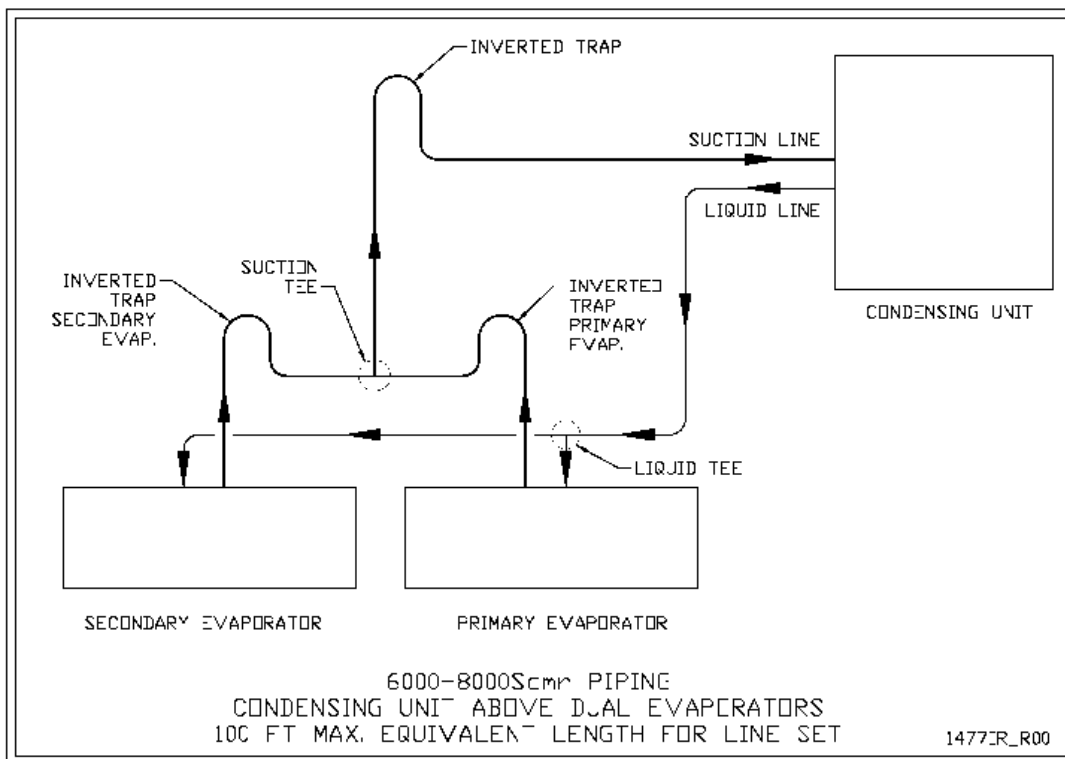 INVERTED TRAP
SUCTION LINE
LIQUID LINE
SUCTION
TEE
INVERTED
TRAP
SECONDARY
EVAP.
INVERTED
TRAP
PRIMARY
EVAP.
CONDENSING UNIT
LIQUID TEE
SECONDARY EVAPORATOR
PRIMARY EVAPORATOR
6000-8000Scmr PIPING
CONDENSING UNIT ABOVE DUAL EVAPERATORS
100 FT MAX. EQUIVALENT LENGTH FOR LINE SET